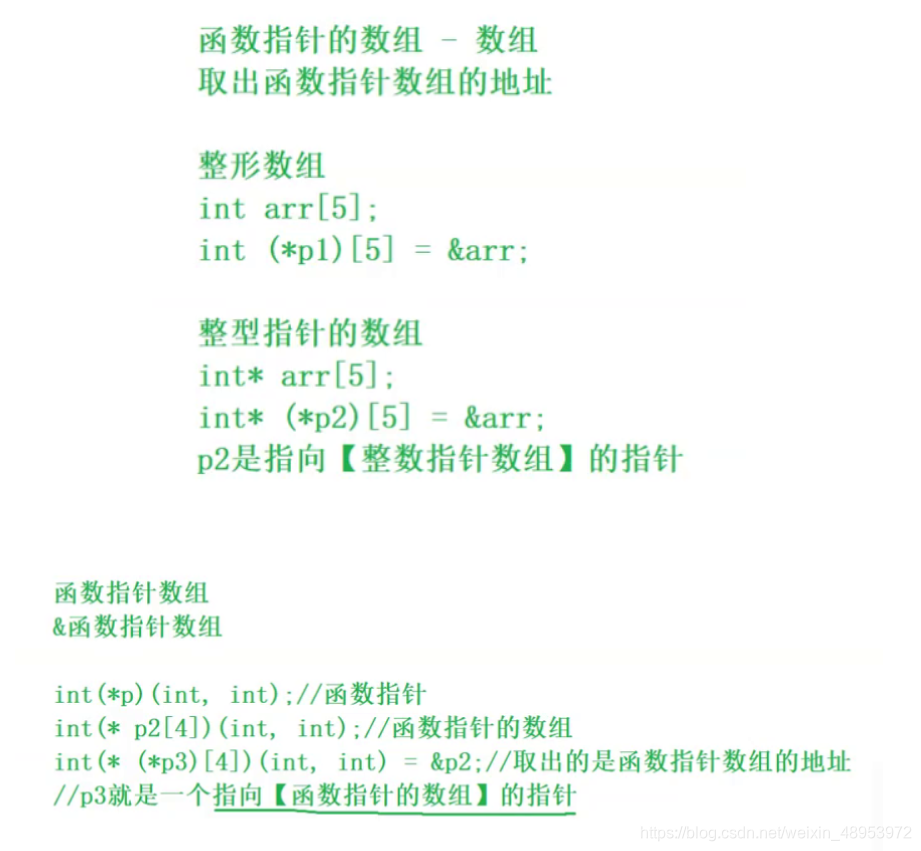 函数指针的数组 - 数组
取出函数指针数组的地址
整形数组
int arr[5];
int (*p1)[5] = &arr;
整型指针的数组
int* arr[5];
int* (*p2)[5] = &arr;
p2是指向【整数指针数组】的指针
函数指针数组
&函数指针数组
int(*p)(int, int);//函数指针
int(* p2[4])(int, int);//函数指针的数组
int(* (*p3)[4])(int, int) = &p2;//取出的是函数指针数组的地址
//p3就是一个指向【函数指针的数组】的指针
https://blog.csdn.net/weixin_48953972